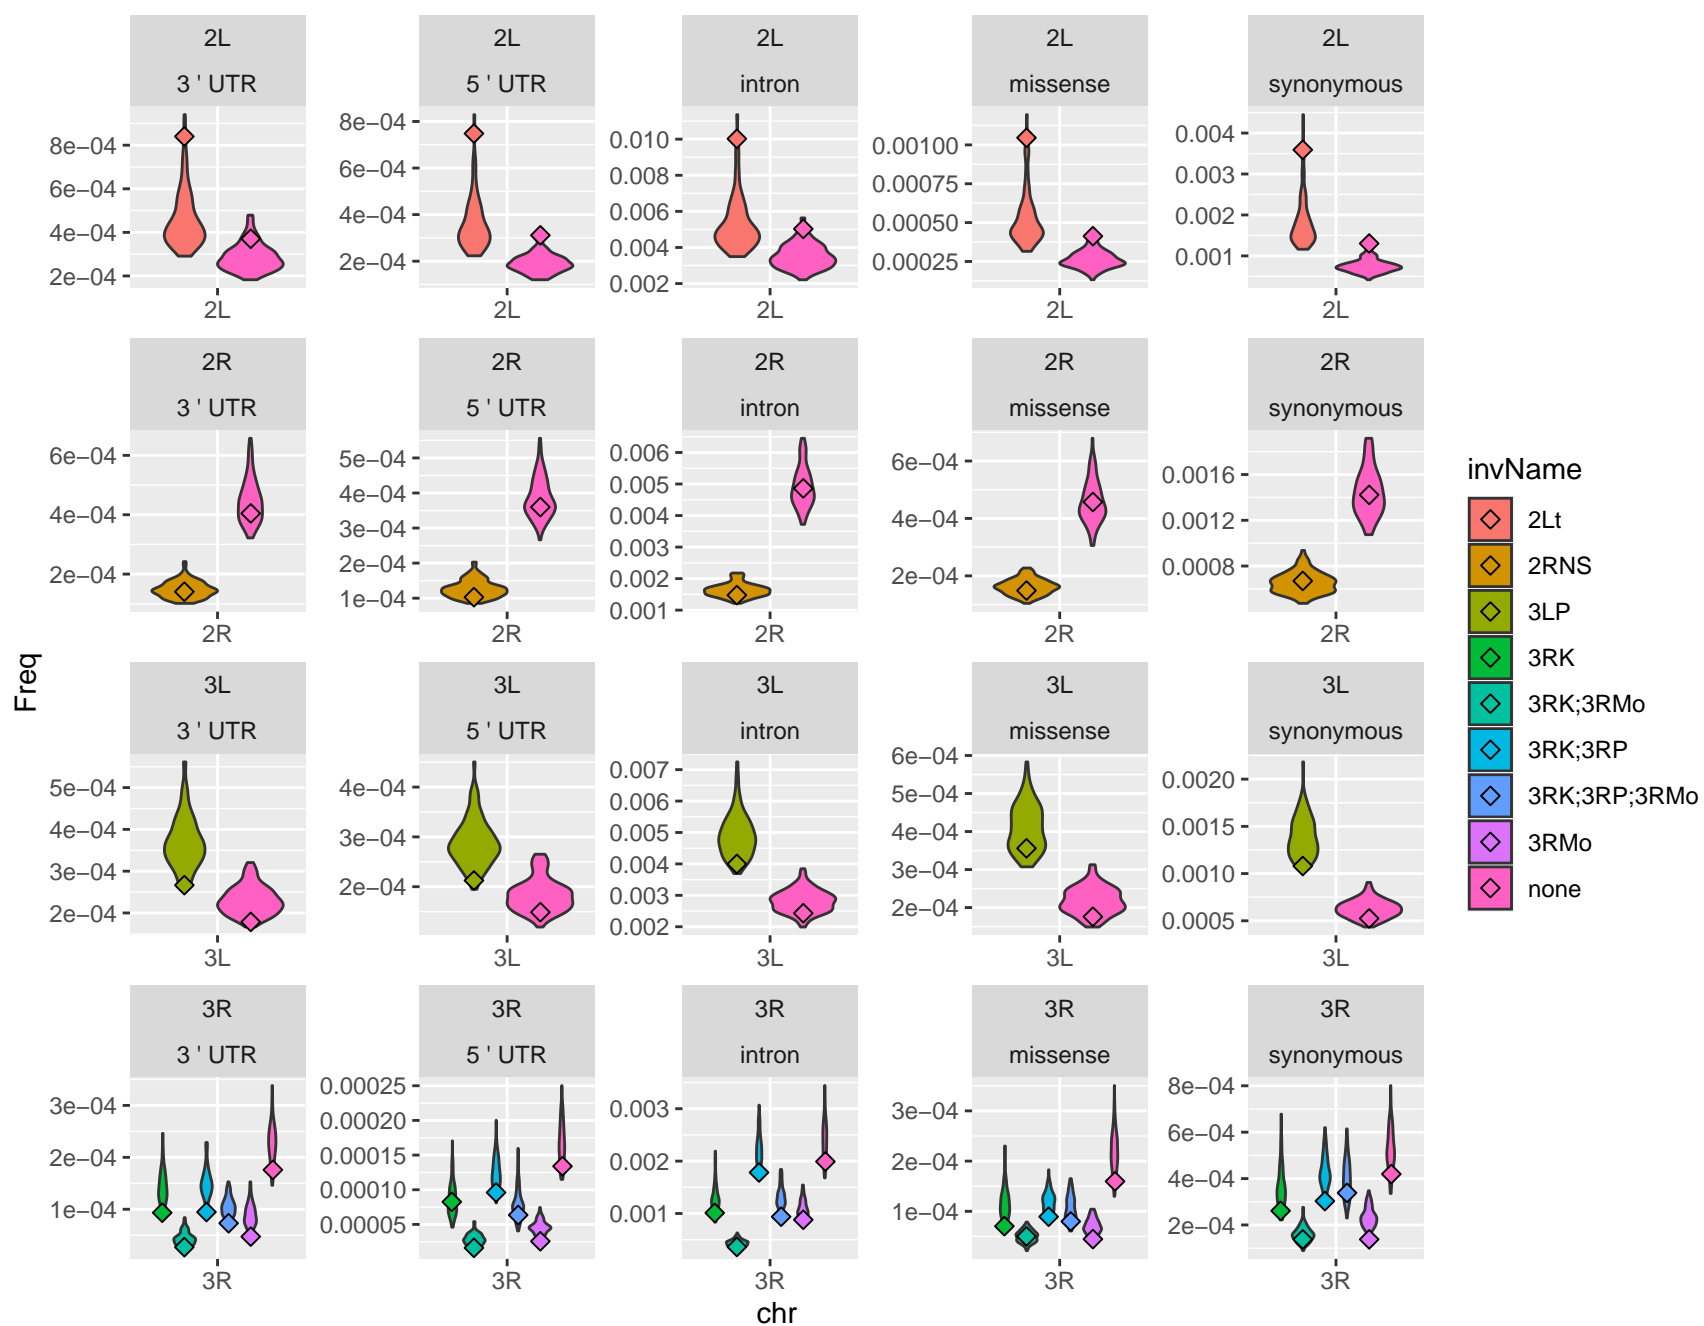 2L 2L 2L 2L 2L
3 ' UTR 5 ' UTR intron missense synonymous
8e−04 6e−04 4e−04 2e−04
8e−04 6e−04 4e−04 2e−04
0.010 0.008 0.006 0.004 0.002
0.00100 0.00075 0.00050 0.00025
0.004 0.003 0.002 0.001
2L 2L 2L 2L 2L
2R 2R 2R 2R 2R
3 ' UTR 5 ' UTR intron missense synonymous
6e−04 4e−04 2e−04
5e−04 4e−04 3e−04 2e−04 1e−04
0.006 0.005 0.004 0.003 0.002 0.001
6e−04 4e−04 2e−04
0.0016 0.0012 0.0008
2R 2R 2R 2R 2R
3L 3L 3L 3L 3L
3 ' UTR 5 ' UTR intron missense synonymous
5e−04 4e−04 3e−04 2e−04
4e−04 3e−04 2e−04
0.007 0.006 0.005 0.004 0.003 0.002
6e−04 5e−04 4e−04 3e−04 2e−04
0.0020 0.0015 0.0010 0.0005
3L 3L 3L 3L 3L
3R 3R 3R 3R 3R
3 ' UTR 5 ' UTR intron missense synonymous
3e−04 2e−04 1e−04
0.00025 0.00020 0.00015 0.00010 0.00005
0.003 0.002 0.001
3e−04 2e−04 1e−04
8e−04 6e−04 4e−04 2e−04
3R 3R 3R 3R 3R
chr
Freq
invName
2Lt
2RNS
3LP
3RK
3RK;3RMo
3RK;3RP
3RK;3RP;3RMo
3RMo
none